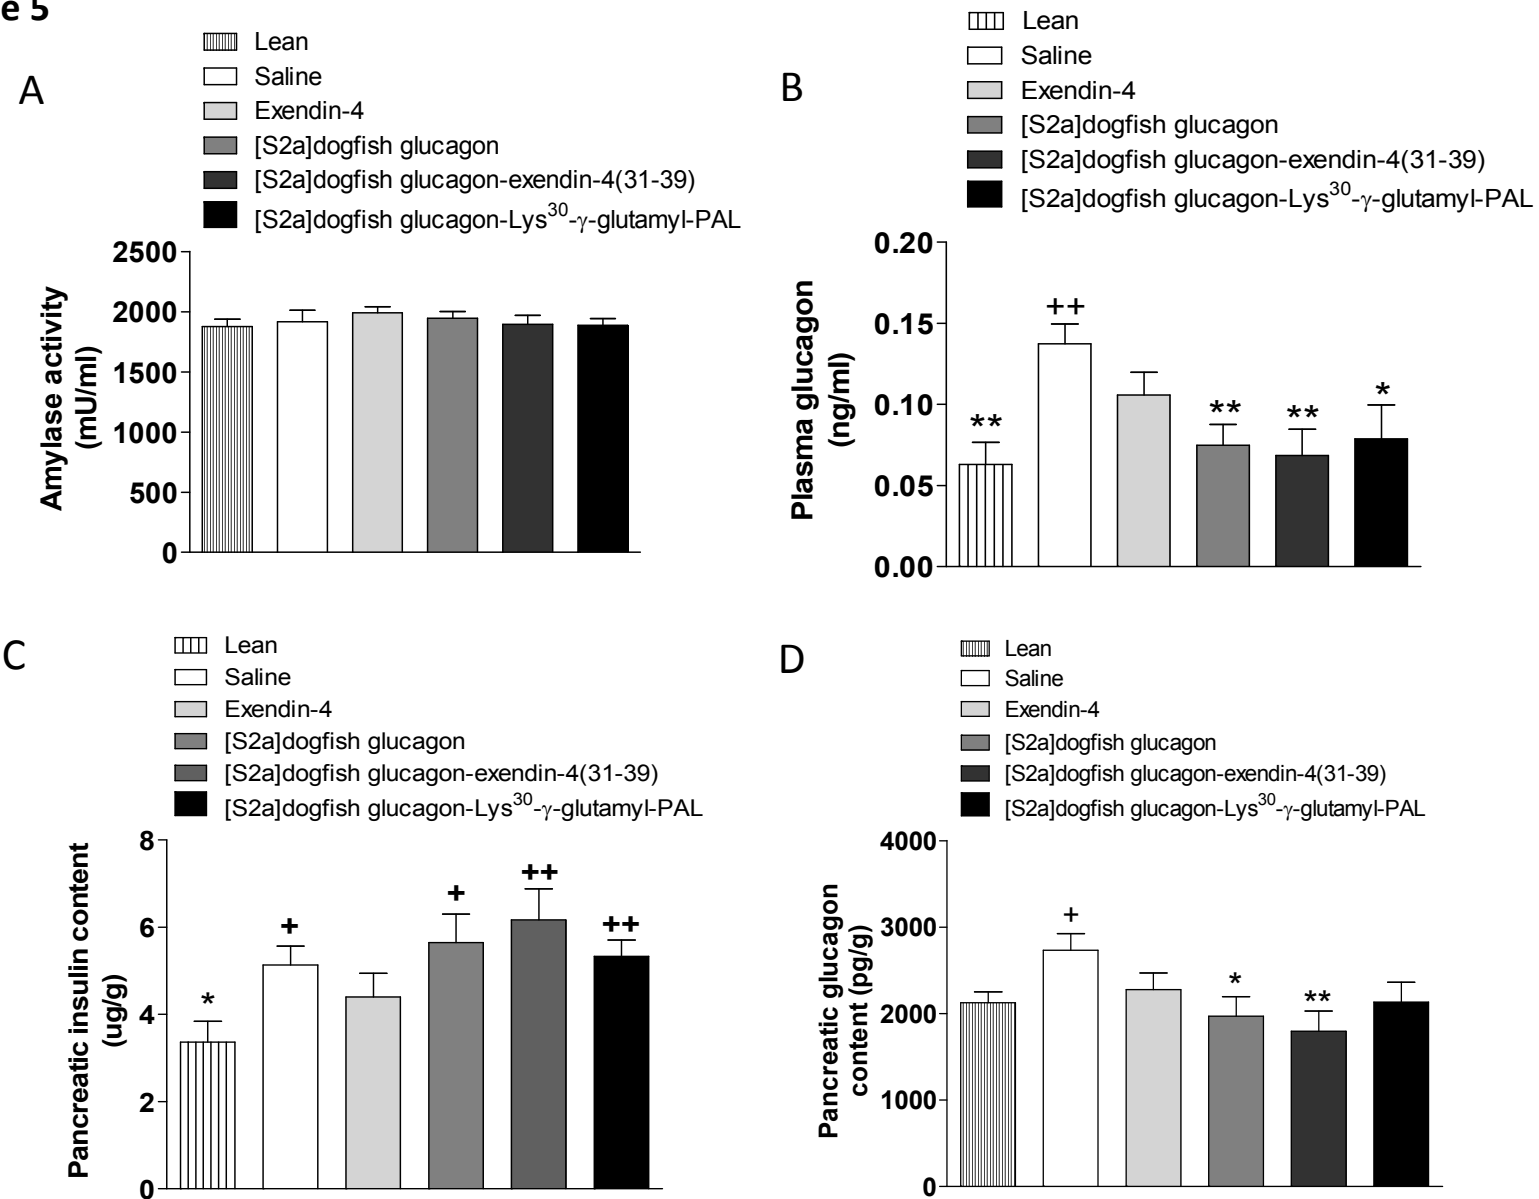 e 5
A
Lean
Saline
Exendin-4
[S2a]dogfish glucagon
[S2a]dogfish glucagon-exendin-4(31-39)
[S2a]dogfish glucagon-Lys30-γ-glutamyl-PAL
Amylase activity
(mU/ml)
2500
2000
1500
1000
500
0
B
Lean
Saline
Exendin-4
[S2a]dogfish glucagon
[S2a]dogfish glucagon-exendin-4(31-39)
[S2a]dogfish glucagon-Lys30-γ-glutamyl-PAL
Plasma glucagon
(ng/ml)
0.20
0.15
0.10
0.05
0.00
**
++
**
**
*
C
Lean
Saline
Exendin-4
[S2a]dogfish glucagon
[S2a]dogfish glucagon-exendin-4(31-39)
[S2a]dogfish glucagon-Lys30-γ-glutamyl-PAL
Pancreatic insulin content
(ug/g)
8
6
4
2
0
*
+
+
++
++
D
Lean
Saline
Exendin-4
[S2a]dogfish glucagon
[S2a]dogfish glucagon-exendin-4(31-39)
[S2a]dogfish glucagon-Lys30-γ-glutamyl-PAL
Pancreatic glucagon
content (pg/g)
4000
3000
2000
1000
0
+
*
**